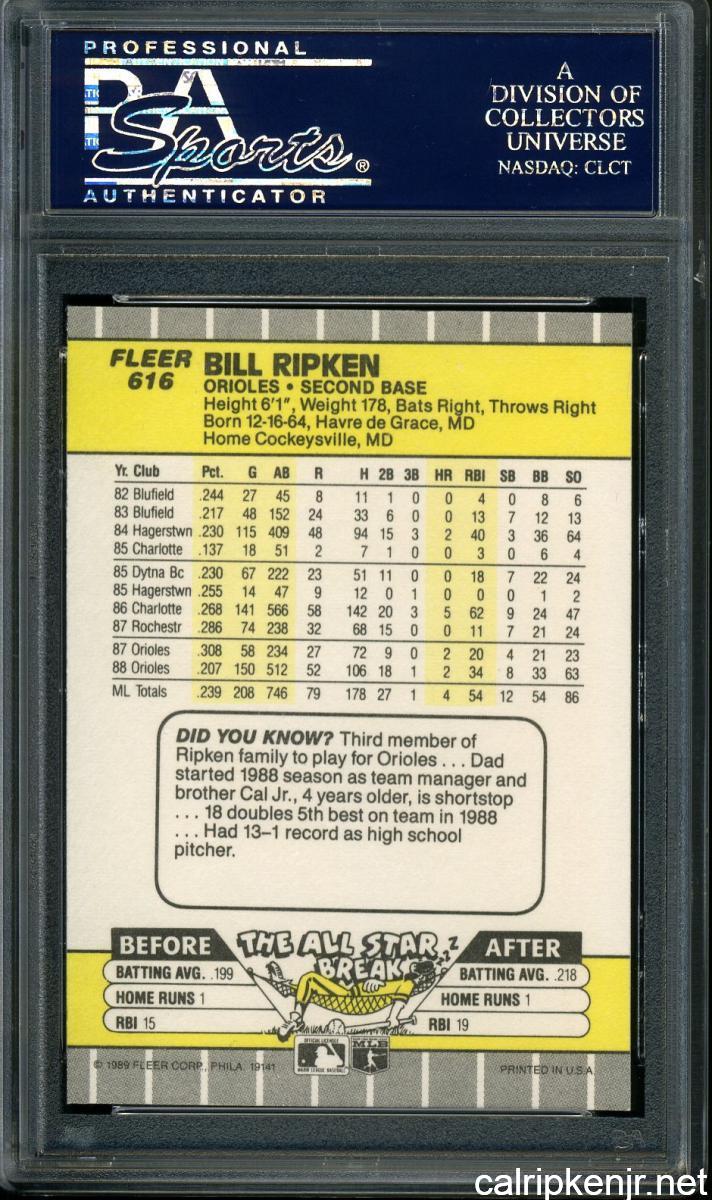 PROFESSIONAL
PSA
Sports®
AUTHENTICATOR
A
DIVISION OF
COLLECTORS
UNIVERSE
NASDAQ: CLCT
FLEER
616
BILL RIPKEN
ORIOLES • SECOND BASE
Height 6'1", Weight 178, Bats Right, Throws Right
Born 12-16-64, Havre de Grace, MD
Home Cockeysville, MD
Yr. Club Pct. G AB R H 2B 3B HR RBI SB BB SO
82 Blufield .244 27 45 8 11 1 0 0 4 0 8 6
83 Blufield .217 48 152 24 33 6 0 0 13 7 12 13
84 Hagerstwn .230 115 409 48 94 15 3 2 40 3 36 64
85 Charlotte .137 18 51 2 7 1 0 0 3 0 6 4
85 Dytna Bc .230 67 222 23 51 11 0 0 18 7 22 24
85 Hagerstwn .255 14 47 9 12 0 1 0 0 0 1 2
86 Charlotte .268 141 566 58 142 20 3 5 62 9 24 47
87 Rochestr .286 74 238 32 68 15 0 0 11 7 21 24
87 Orioles .308 58 234 27 72 9 0 2 20 4 21 23
88 Orioles .207 150 512 52 106 18 1 2 34 8 33 63
ML Totals .239 208 746 79 178 27 1 4 54 12 54 86
DID YOU KNOW? Third member of
Ripken family to play for Orioles . . . Dad
started 1988 season as team manager and
brother Cal Jr., 4 years older, is shortstop
. . . 18 doubles 5th best on team in 1988
. . . Had 13–1 record as high school
pitcher.
BEFORE
THE ALL STAR
BREAK
ZZZ
AFTER
BATTING AVG. .199
HOME RUNS 1
RBI 15
BATTING AVG. .218
HOME RUNS 1
RBI 19
OFFICIAL LICENSEE
MAJOR LEAGUE BASEBALL
MLB
© 1989 FLEER CORP., PHILA. 19141
PRINTED IN U.S.A.
calripkenjr.net